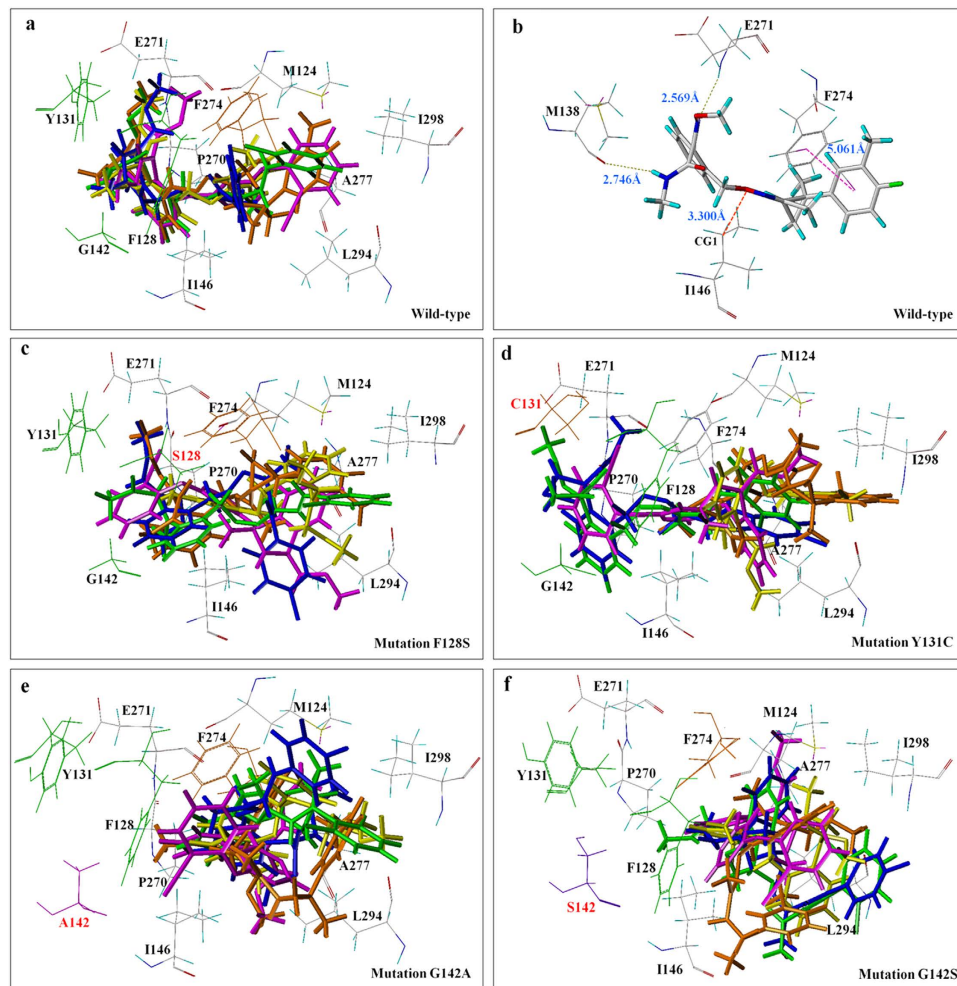 a
E271
M124
Y131
F274
I298
P270
A277
G142
F128
L294
I146
Wild-type
b
E271
F274
M138
2.569Å
5.061Å
2.746Å
3.300Å
CG1
I146
Wild-type
c
E271
M124
Y131
F274
I298
S128
A277
P270
G142
L294
I146
Mutation F128S
d
E271
M124
C131
I298
F274
P270
F128
A277
G142
L294
I146
Mutation Y131C
e
E271
M124
F274
I298
Y131
F128
A277
P270
A142
L294
I146
Mutation G142A
f
E271
M124
F274
I298
Y131
A277
P270
F128
S142
L294
I146
Mutation G142S